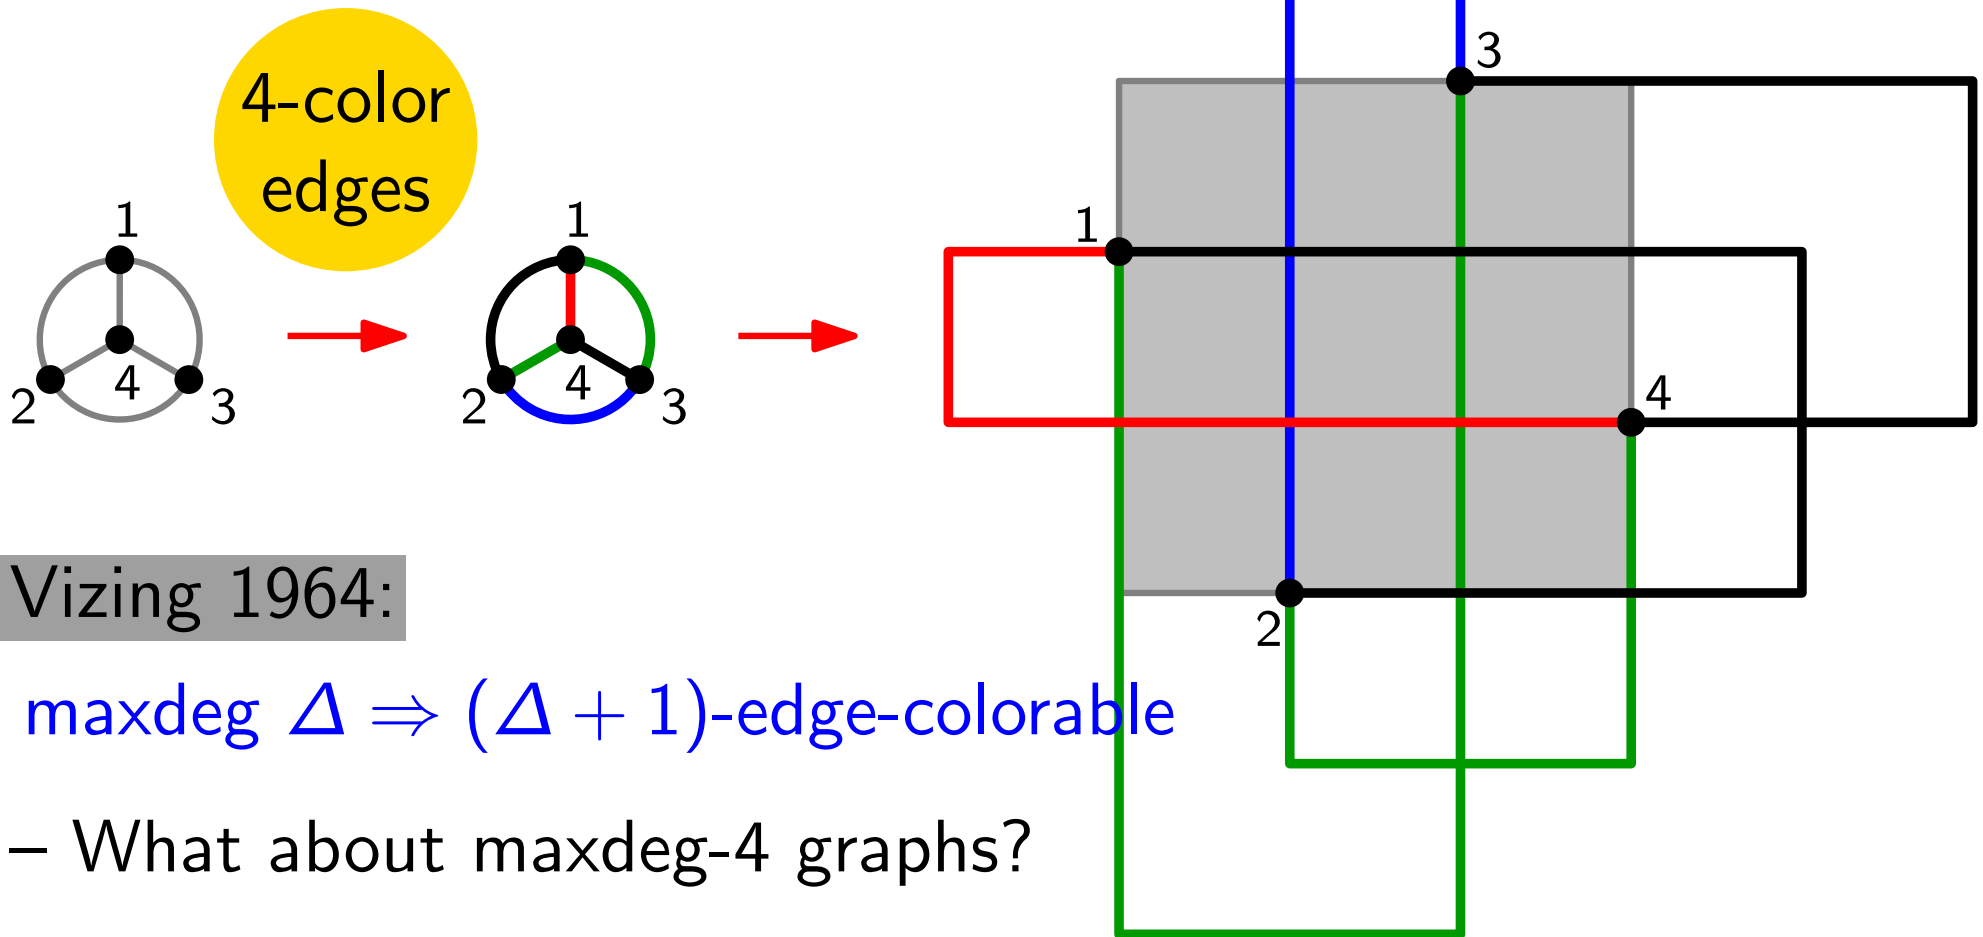 4-color
edges
1
2
4
3
1
2
4
3
3
1
4
2
Vizing 1964:
maxdeg Δ ⇒ (Δ + 1)-edge-colorable
– What about maxdeg-4 graphs?